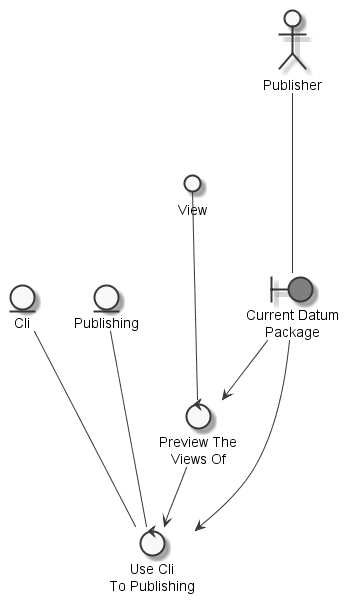 Publisher
View
Cli
Publishing
Current Datum
Package
Preview The
Views Of
Use Cli
To Publishing